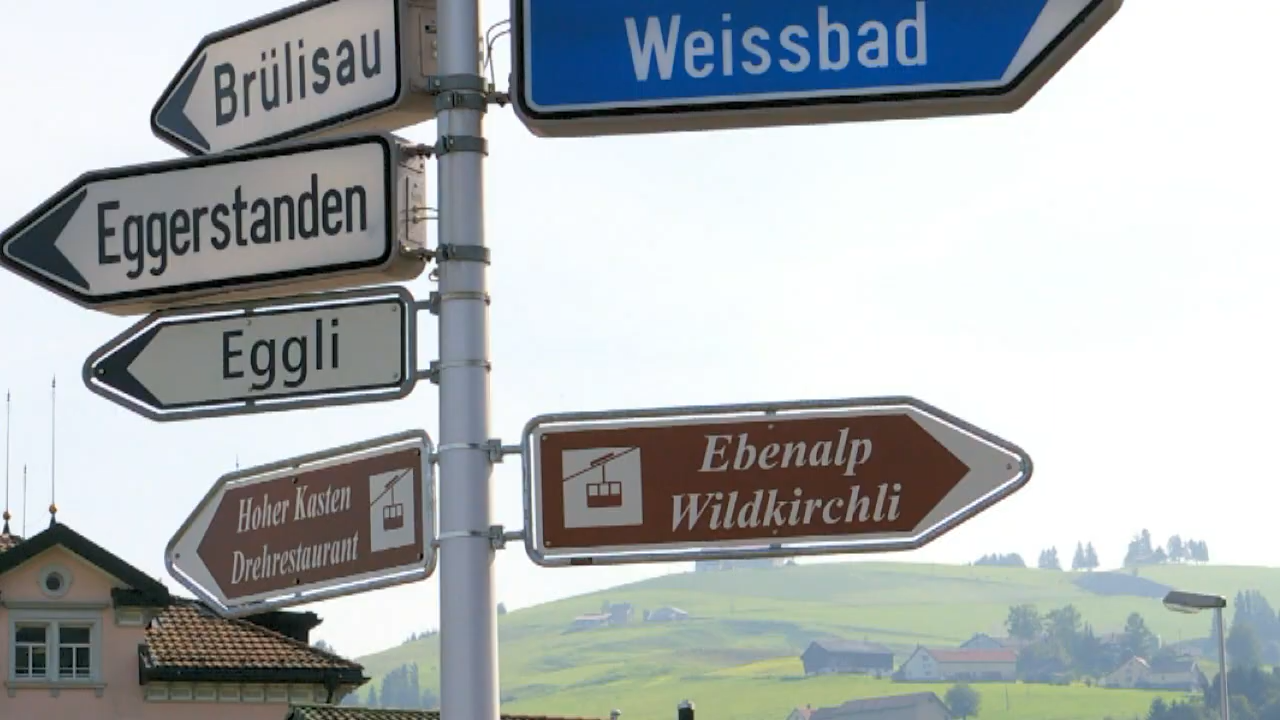 Brülisau
Weissbad
Eggerstanden
Eggli
Hoher Kasten
Drehrestaurant
Ebenalp
Wildkirchli